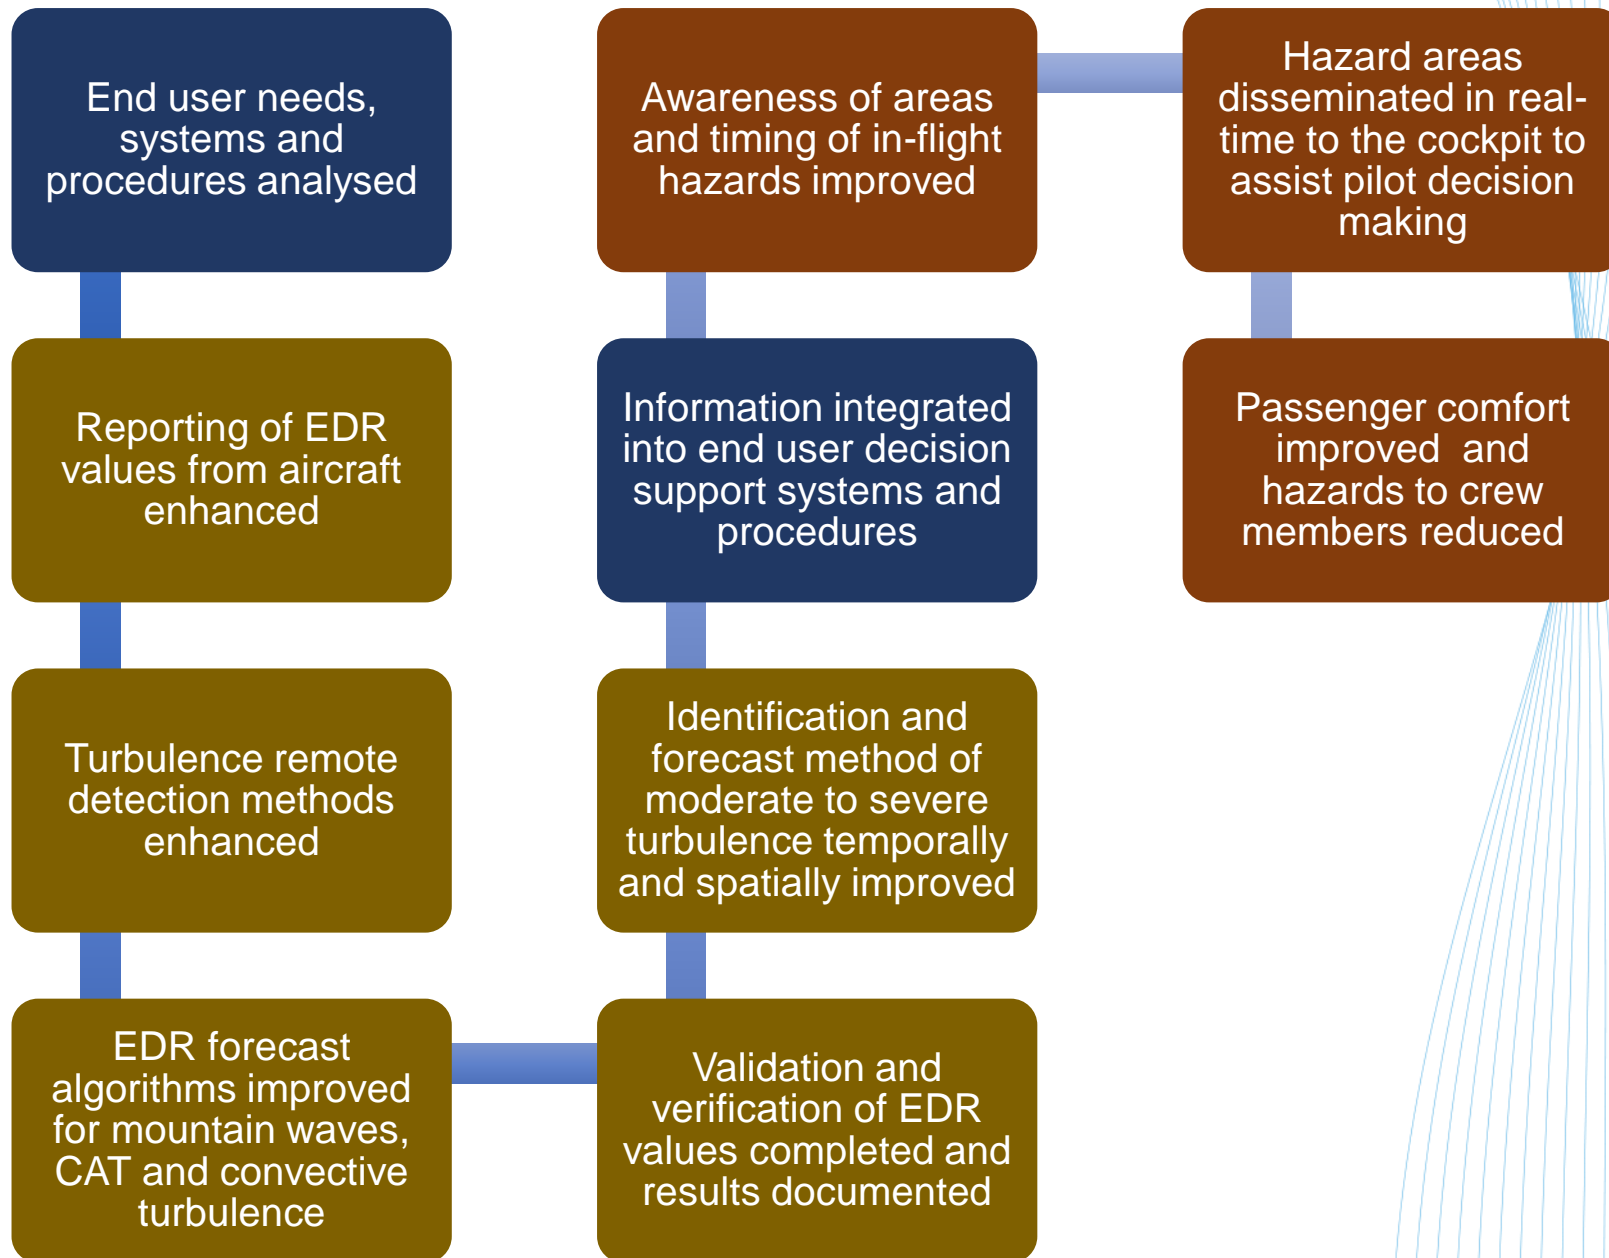 End user needs,
systems and
procedures analysed
Reporting of EDR
values from aircraft
enhanced
Turbulence remote
detection methods
enhanced
EDR forecast
algorithms improved
for mountain waves,
CAT and convective
turbulence
Validation and
verification of EDR
values completed and
results documented
Identification and
forecast method of
moderate to severe
turbulence temporally
and spatially improved
Information integrated
into end user decision
support systems and
procedures
Awareness of areas
and timing of in-flight
hazards improved
Hazard areas
disseminated in real-
time to the cockpit to
assist pilot decision
making
Passenger comfort
improved and
hazards to crew
members reduced